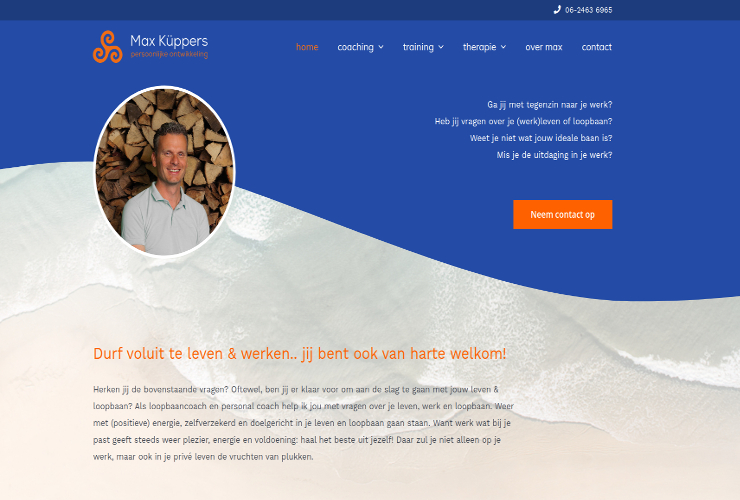 06-2463 6965
Max Küppers
persoonlijke ontwikkeling
home
coaching
training
therapie
over max
contact
Ga jij met tegenzin naar je werk?
Heb jij vragen over je (werk)leven of loopbaan?
Weet je niet wat jouw ideale baan is?
Mis je de uitdaging in je werk?
Neem contact op
Durf voluit te leven & werken.. jij bent ook van harte welkom!
Herken jij de bovenstaande vragen? Oftewel, ben jij er klaar voor om aan de slag te gaan met jouw leven &
loopbaan? Als loopbaancoach en personal coach help ik jou met vragen over je leven, werk en loopbaan. Weer
met (positieve) energie, zelfverzekerd en doelgericht in je leven en loopbaan gaan staan. Want werk wat bij je
past geeft steeds weer plezier, energie en voldoening: haal het beste uit jezelf! Daar zul je niet alleen op je
werk, maar ook in je privé leven de vruchten van plukken.